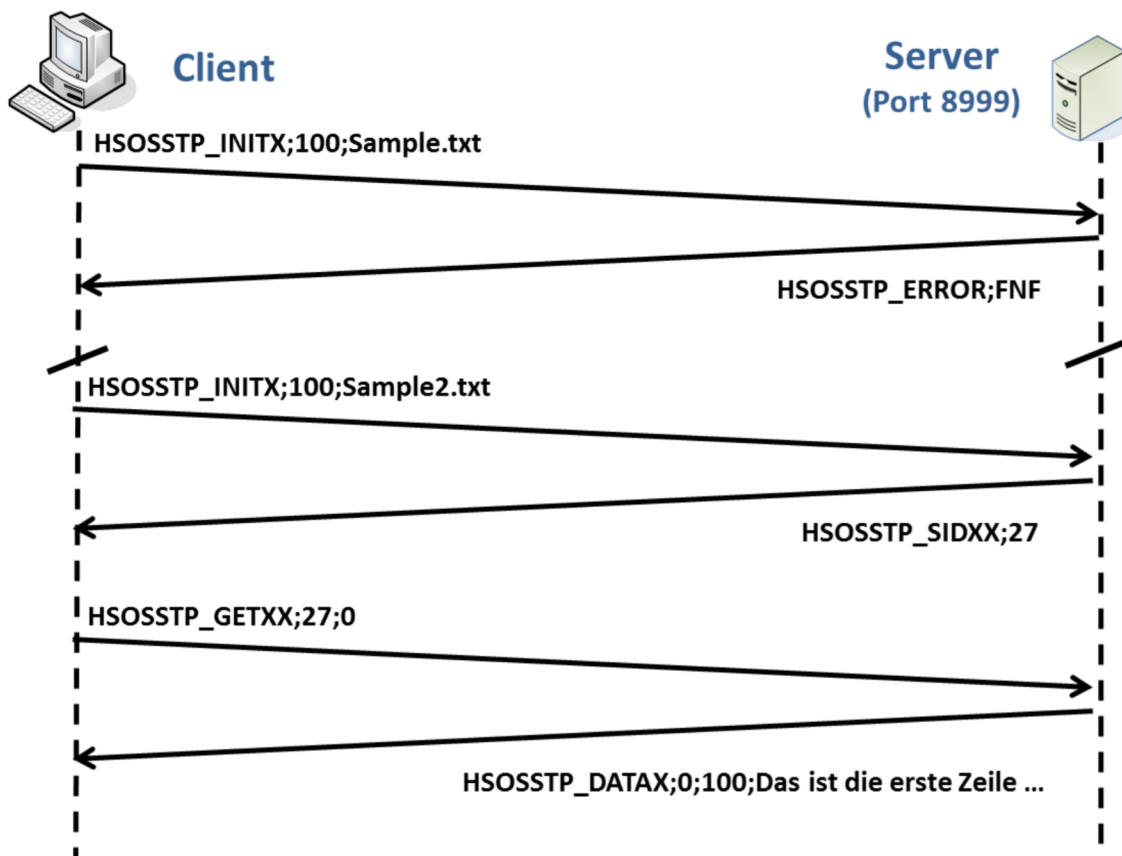 Client
Server
(Port 8999)
HSOSSTP_INITX;100;Sample.txt
HSOSSTP_ERROR;FNF
HSOSSTP_INITX;100;Sample2.txt
HSOSSTP_SIDXX;27
HSOSSTP_GETXX;27;0
HSOSSTP_DATAX;0;100;Das ist die erste Zeile ...